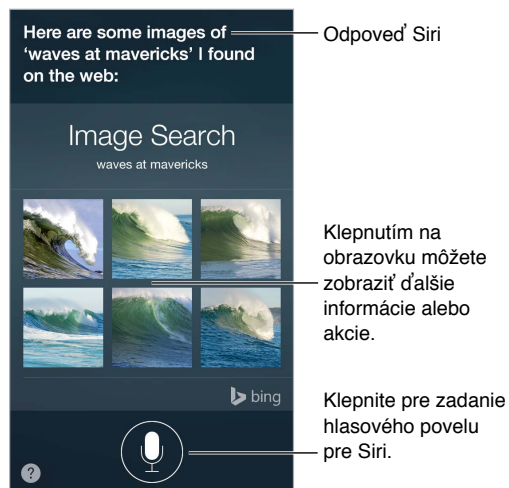 Here are some images of
‘waves at mavericks’ I found
on the web:
Odpoveď Siri
Image Search
waves at mavericks
Klepnutím na
obrazovku môžete
zobraziť ďalšie
informácie alebo
akcie.
bing
Klepnite pre zadanie
hlasového povelu
pre Siri.
?